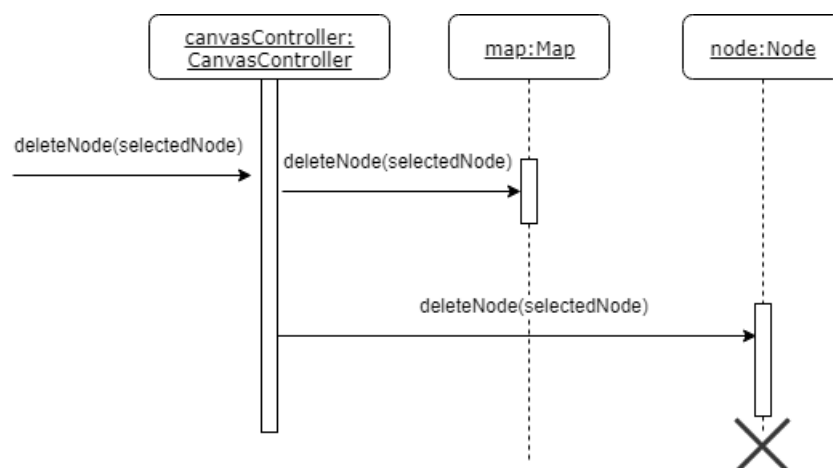 canvasController:
CanvasController
map:Map
node:Node
deleteNode(selectedNode)
deleteNode(selectedNode)
deleteNode(selectedNode)